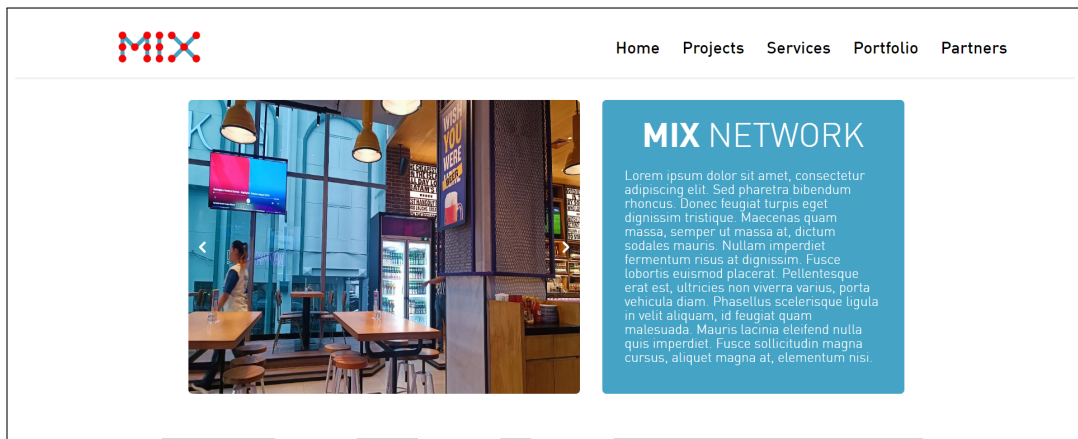 MIX
Home Projects Services Portfolio Partners
K
WISH
YOU
WERE
BEER
MIX NETWORK
Lorem ipsum dolor sit amet, consectetur
adipiscing elit. Sed pharetra bibendum
rhoncus. Donec feugiat turpis eget
dignissim tristique. Maecenas quam
massa, semper ut massa at, dictum
sodales mauris. Nullam imperdiet
fermentum risus at dignissim. Fusce
lobortis euismod placerat. Pellentesque
erat est, ultricies non viverra varius, porta
vehicula diam. Phasellus scelerisque ligula
in velit aliquam, id feugiat quam
malesuada. Mauris lacinia eleifend nulla
quis imperdiet. Fusce sollicitudin magna
cursus, aliquet magna at, elementum nisi.